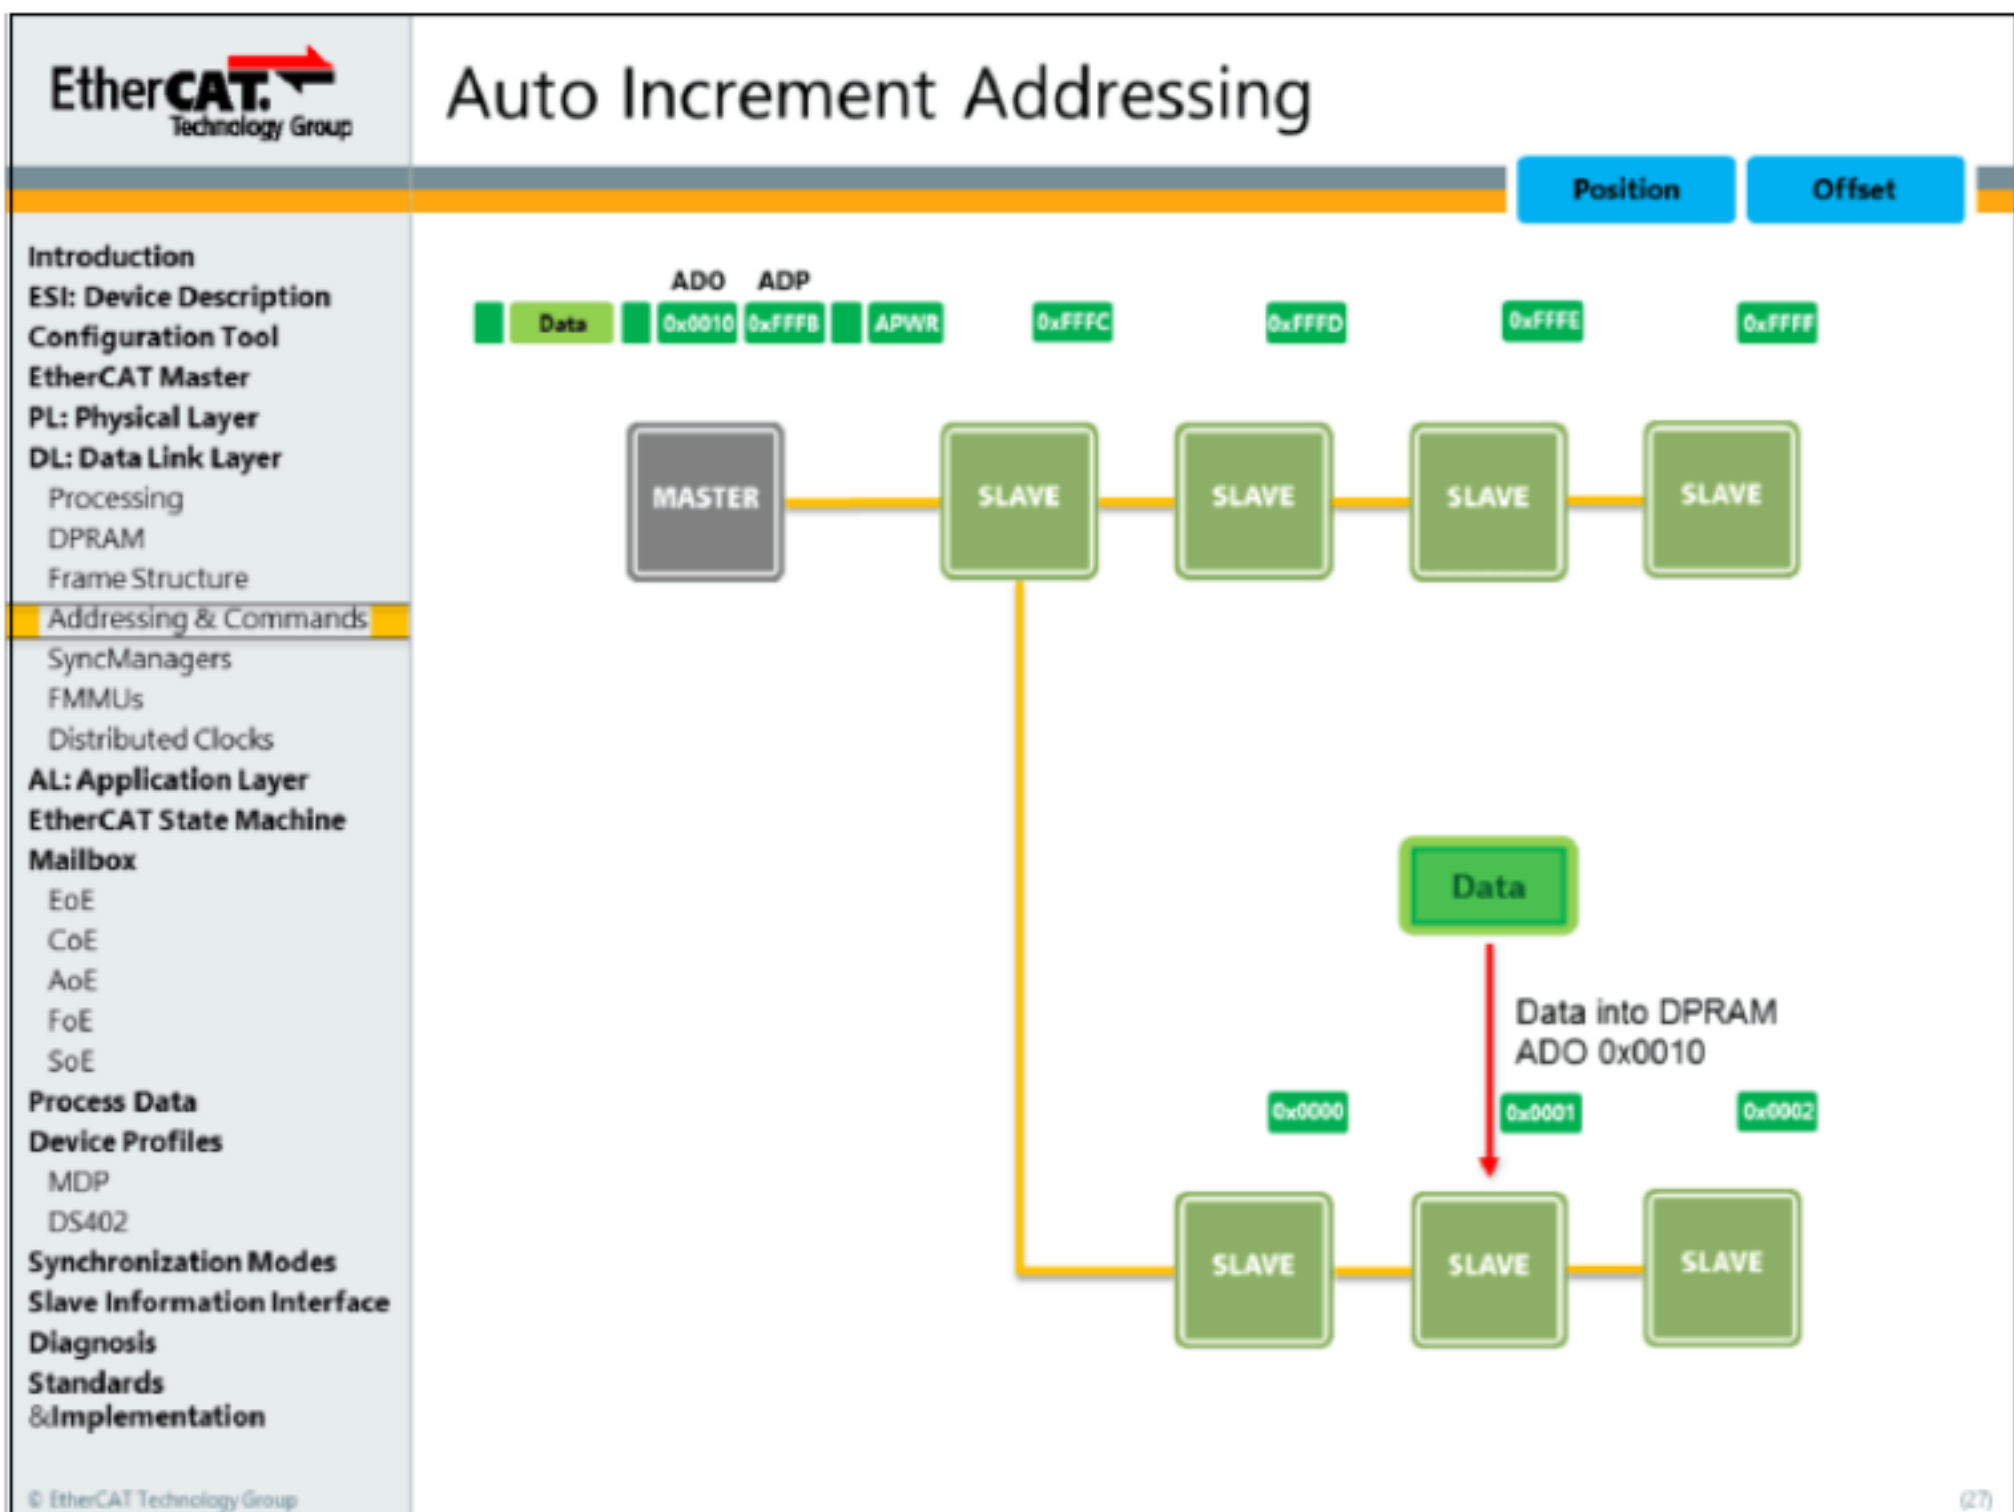 EtherCAT.
Technology Group
Auto Increment Addressing
Position Offset
Introduction
ESI: Device Description
Configuration Tool
EtherCAT Master
PL: Physical Layer
DL: Data Link Layer
Processing
DPRAM
Frame Structure
Addressing & Commands
SyncManagers
FMMUs
Distributed Clocks
AL: Application Layer
EtherCAT State Machine
Mailbox
EoE
CoE
AoE
FoE
SoE
Process Data
Device Profiles
MDP
DS402
Synchronization Modes
Slave Information Interface
Diagnosis
Standards
&Implementation
© EtherCAT Technology Group
ADO ADP
Data 0x0010 0xFFFB APWR 0xFFFC 0xFFFD 0xFFFE 0xFFFF
MASTER SLAVE SLAVE SLAVE SLAVE
Data
Data into DPRAM
ADO 0x0010
0x0000 0x0001 0x0002
SLAVE SLAVE SLAVE
(27)